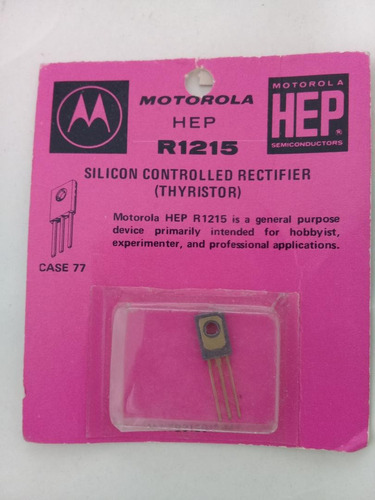 MOTOROLA
HEP
R1215
MOTOROLA
HEP®
SEMICONDUCTORS
SILICON CONTROLLED RECTIFIER
(THYRISTOR)
Motorola HEP R1215 is a general purpose
device primarily intended for hobbyist,
experimenter, and professional applications.
CASE 77